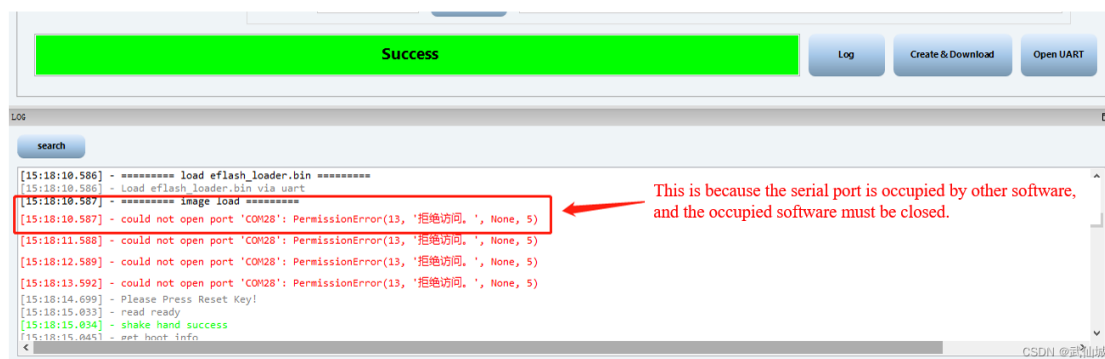 Success
Log
Create & Download
Open UART
LOG
search
[15:18:10.586] - ========= load eflash_loader.bin =========
[15:18:10.586] - Load eflash_loader.bin via uart
[15:18:10.587] - ========= image load =========
[15:18:10.587] - could not open port 'COM28': PermissionError(13, '拒绝访问。', None, 5)
This is because the serial port is occupied by other software,
and the occupied software must be closed.
[15:18:11.588] - could not open port 'COM28': PermissionError(13, '拒绝访问。', None, 5)
[15:18:12.589] - could not open port 'COM28': PermissionError(13, '拒绝访问。', None, 5)
[15:18:13.592] - could not open port 'COM28': PermissionError(13, '拒绝访问。', None, 5)
[15:18:14.699] - Please Press Reset Key!
[15:18:15.033] - read ready
[15:18:15.034] - shake hand success
[15:18:15.045] - get boot info
CSDN @武仙城